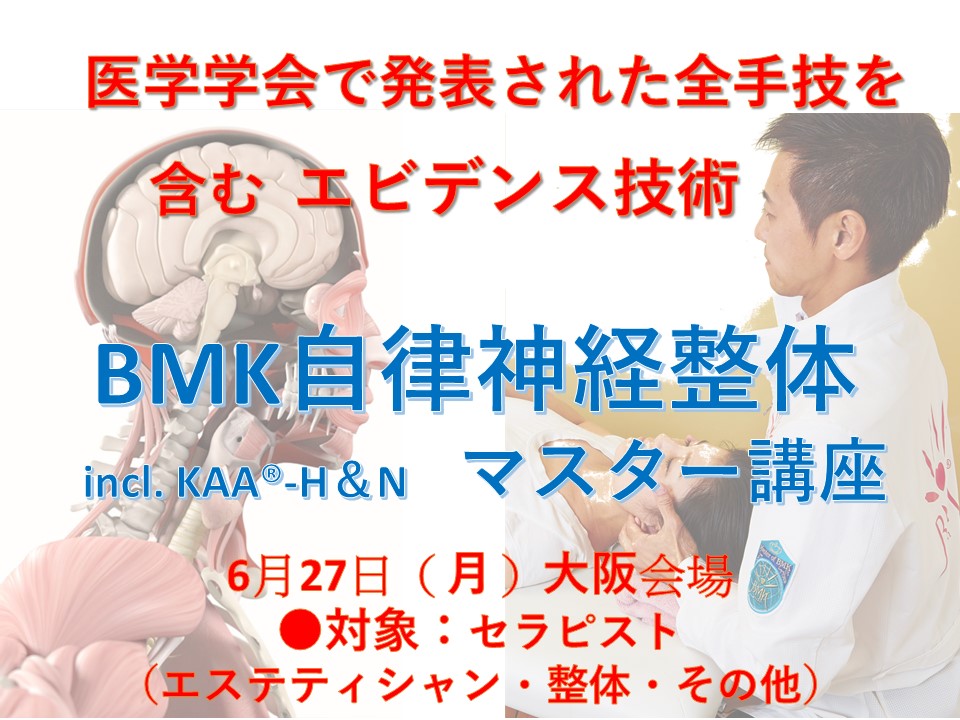 医学学会で発表された全手技を
含む エビデンス技術
BMK自律神経整体
incl. KAA®-H＆N マスター講座
6月27日（月）大阪会場
●対象：セラピスト
（エステティシャン・整体・その他）